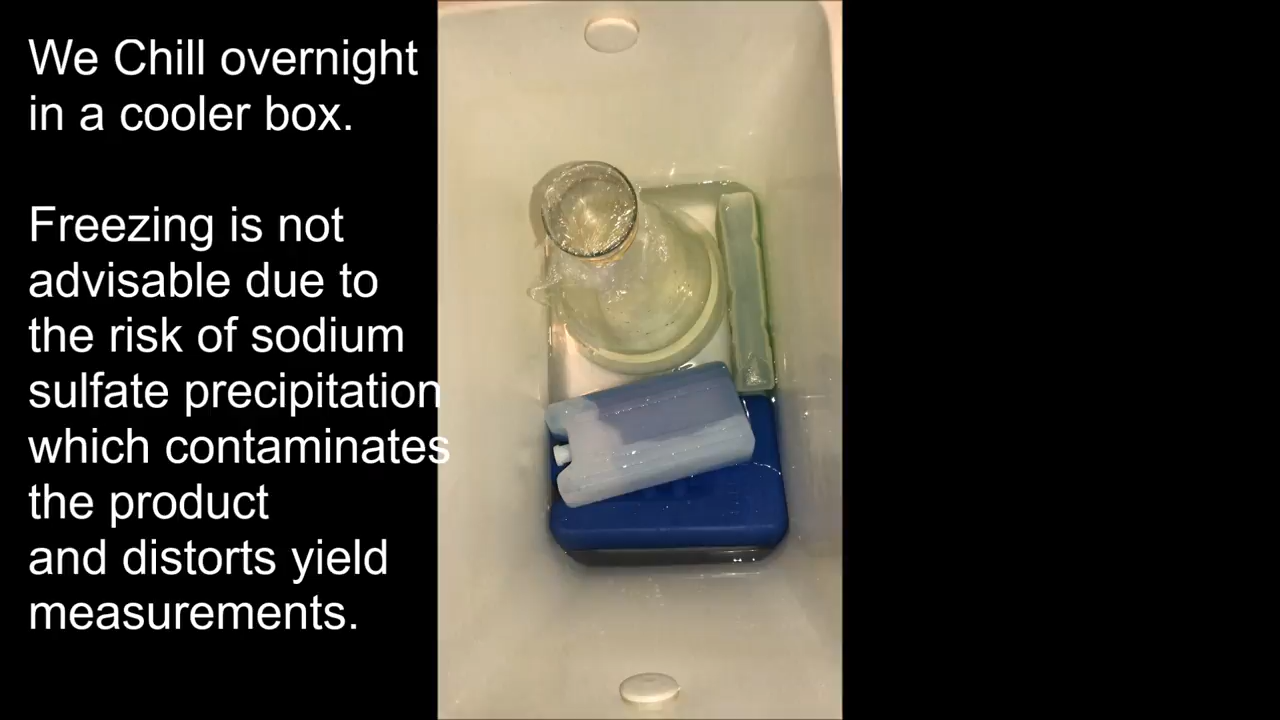 We Chill overnight
in a cooler box.
Freezing is not
advisable due to
the risk of sodium
sulfate precipitation
which contaminates
the product
and distorts yield
measurements.